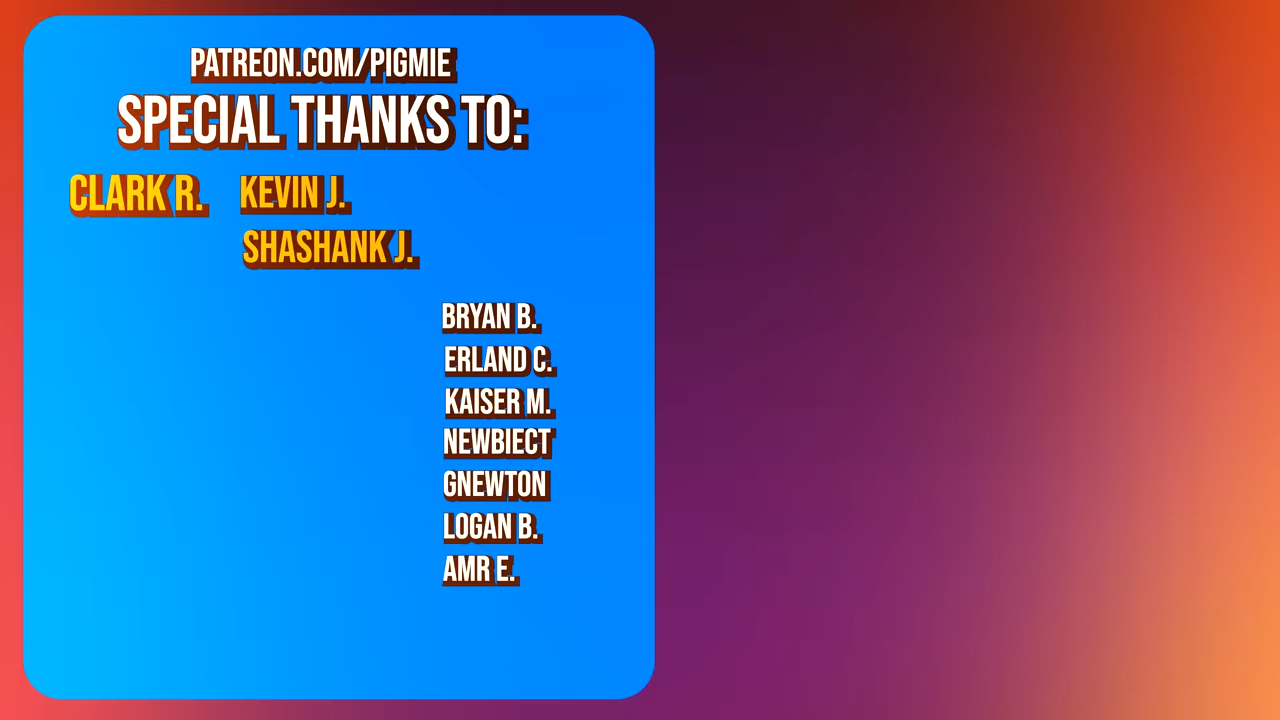 PATREON.COM/PIGMIE
SPECIAL THANKS TO:
CLARK R. KEVIN J.
SHASHANK J.
BRYAN B.
ERLAND C.
KAISER M.
NEWBIECT
GNEWTON
LOGAN B.
AMR E.